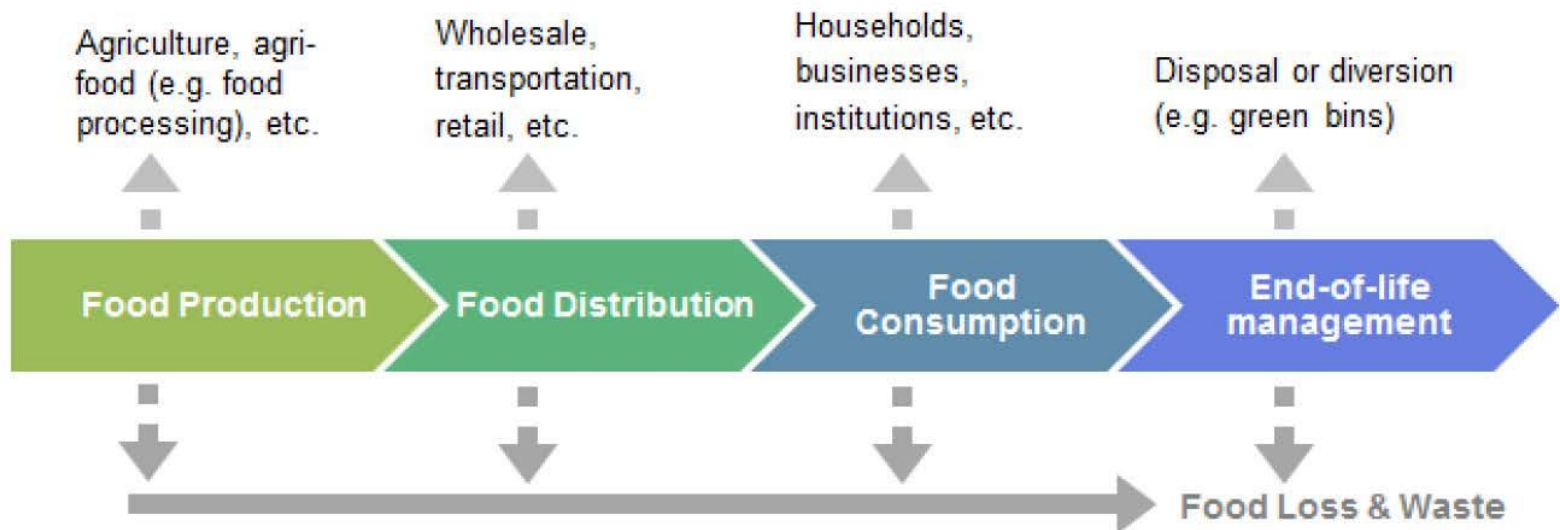 Agriculture, agri-
food (e.g. food
processing), etc.
Wholesale,
transportation,
retail, etc.
Households,
businesses,
institutions, etc.
Disposal or diversion
(e.g. green bins)
Food Production
Food Distribution
Food
Consumption
End-of-life
management
Food Loss & Waste